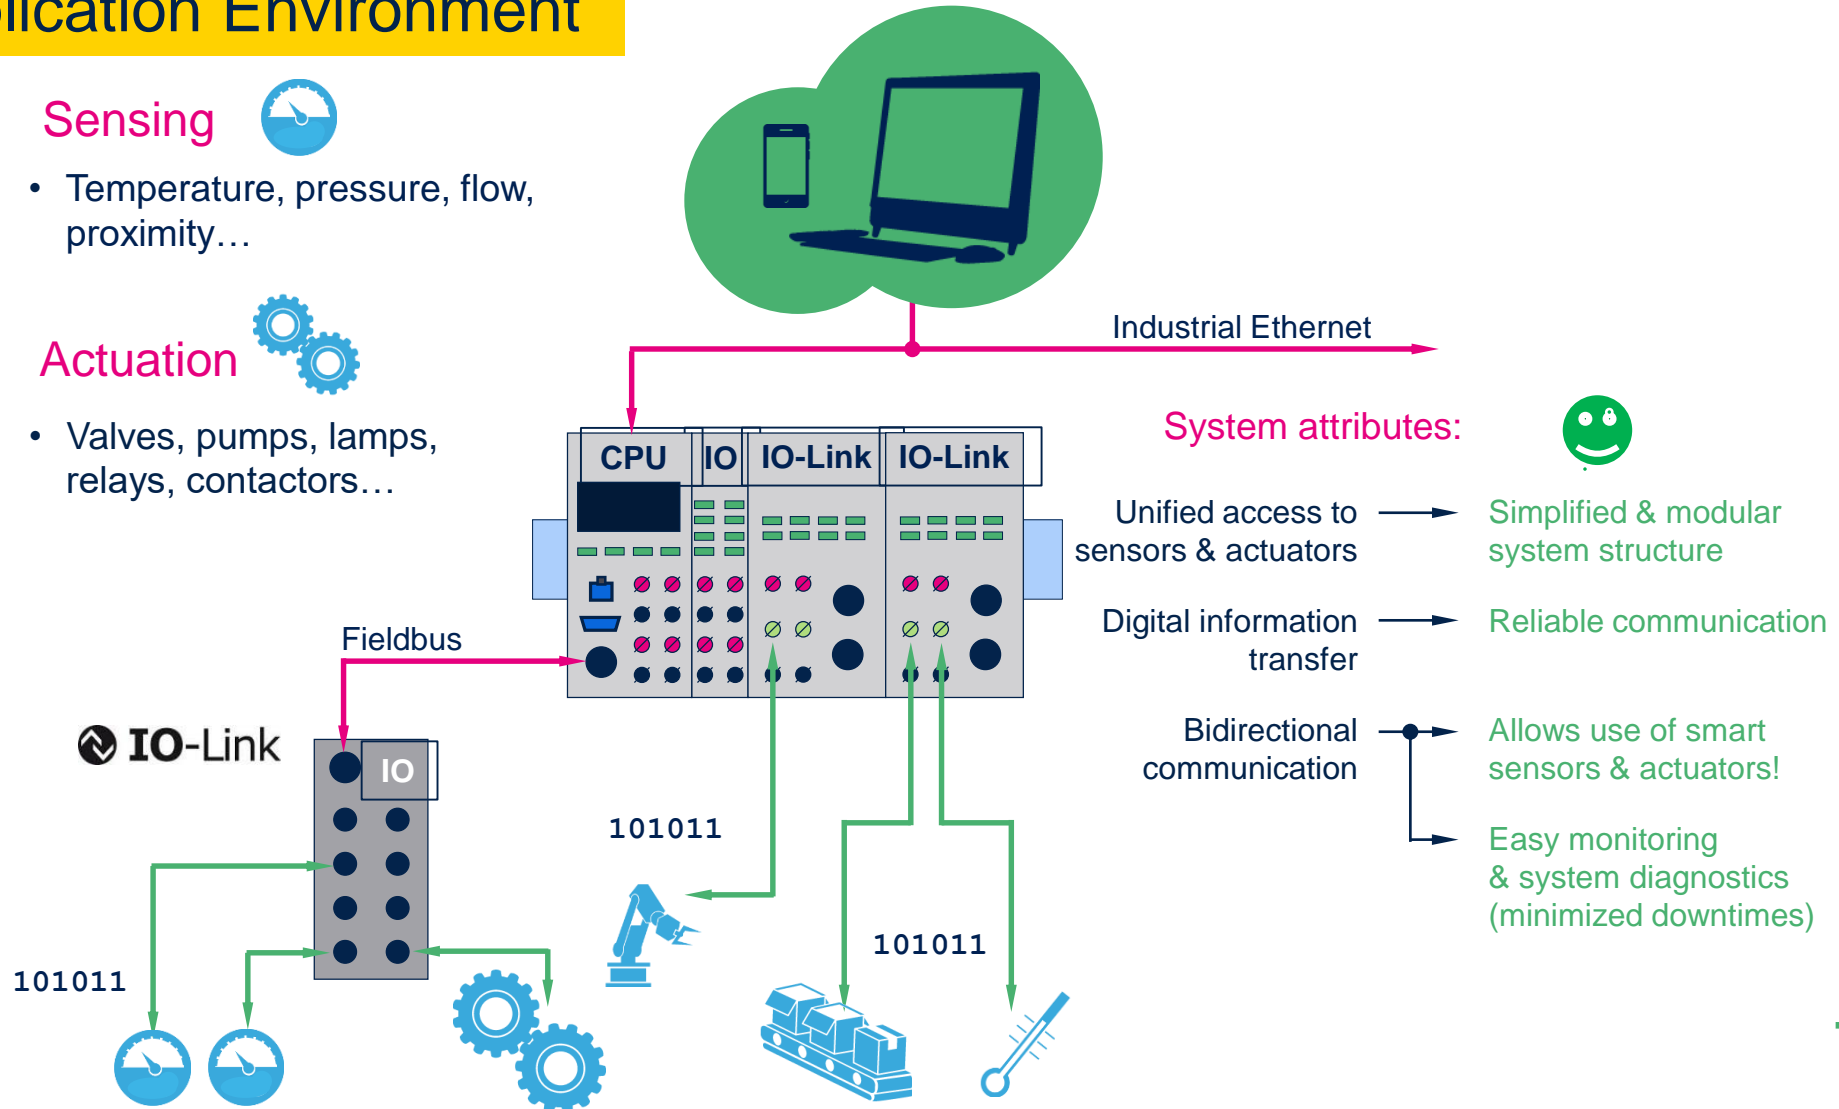 lication Environment
Sensing
• Temperature, pressure, flow,
proximity…
Actuation
• Valves, pumps, lamps,
relays, contactors…
Industrial Ethernet
CPU
IO
IO-Link
IO-Link
Fieldbus
IO-Link
IO
101011
101011
101011
System attributes:
Unified access to
sensors & actuators
Simplified & modular
system structure
Digital information
transfer
Reliable communication
Bidirectional
communication
Allows use of smart
sensors & actuators!
Easy monitoring
& system diagnostics
(minimized downtimes)